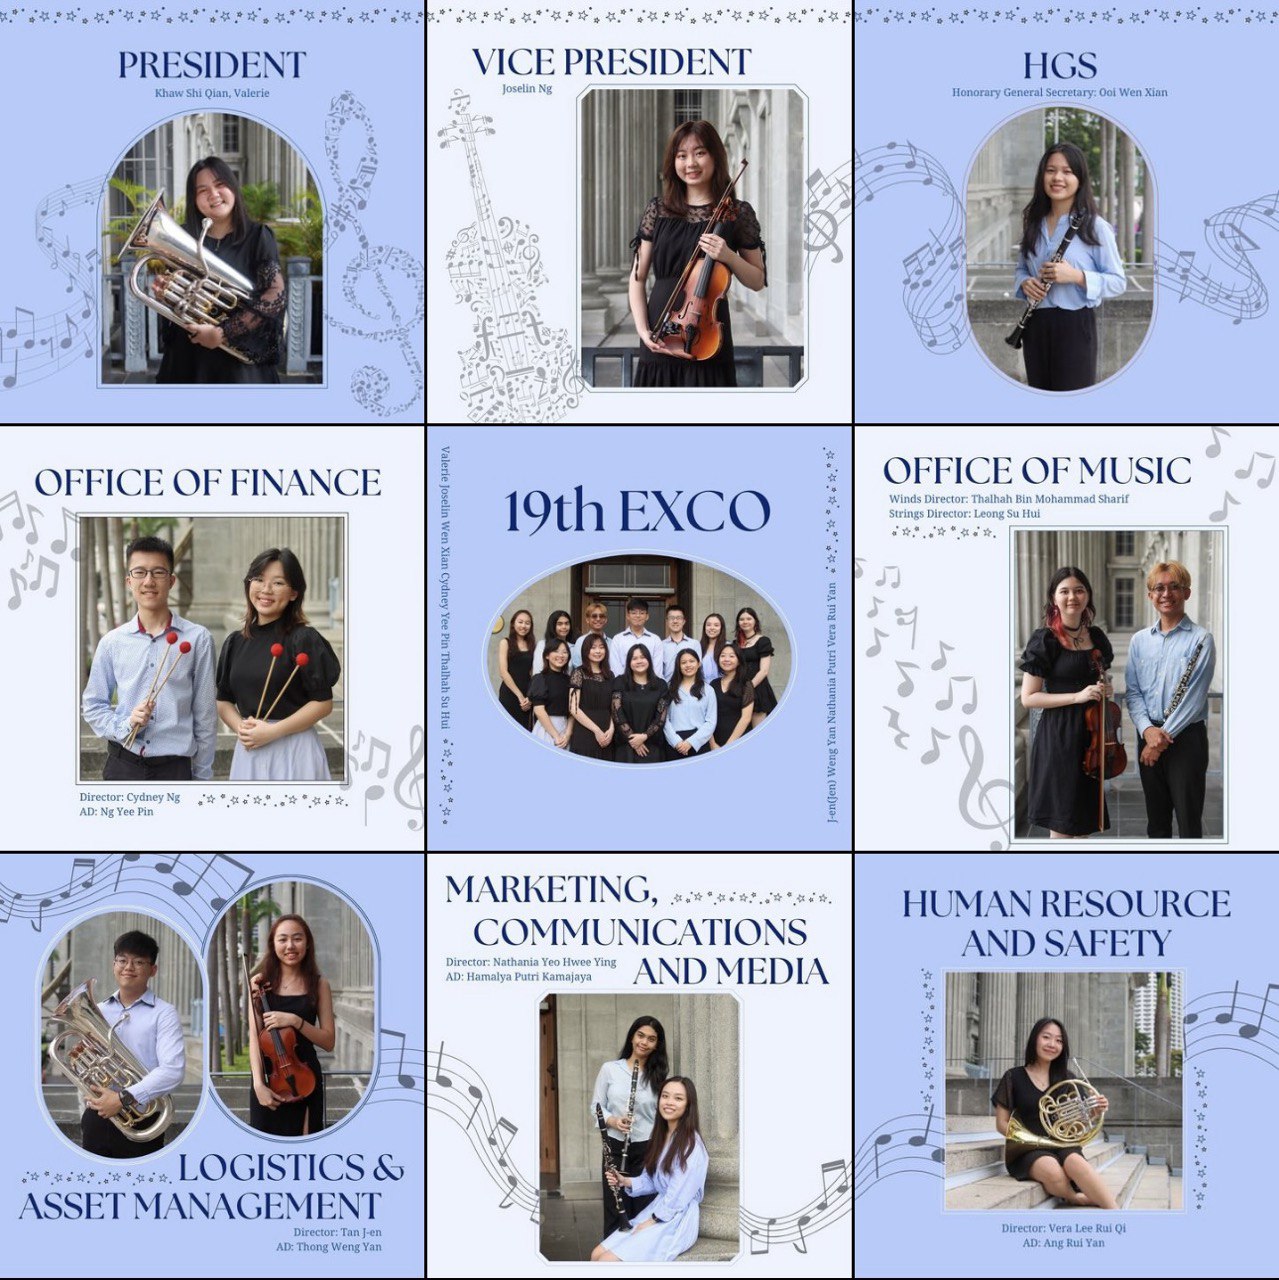 PRESIDENT
Khaw Shi Qian, Valerie
VICE PRESIDENT
Joselin Ng
HGS
Honorary General Secretary: Ooi Wen Xian
OFFICE OF FINANCE
Director: Cydney Ng
AD: Ng Yee Pin
Valerie Joselin Wen Xian Cydney Yee Pin Thalhah Su Hui
19th EXCO
J-en(Jen) Weng Yan Nathania Putri Vera Rui Yan
OFFICE OF MUSIC
Winds Director: Thalhah Bin Mohammad Sharif
Strings Director: Leong Su Hui
LOGISTICS &
ASSET MANAGEMENT
Director: Tan J-en
AD: Thong Weng Yan
MARKETING,
COMMUNICATIONS
AND MEDIA
Director: Nathania Yeo Hwee Ying
AD: Hamalya Putri Kamajaya
HUMAN RESOURCE
AND SAFETY
Director: Vera Lee Rui Qi
AD: Ang Rui Yan